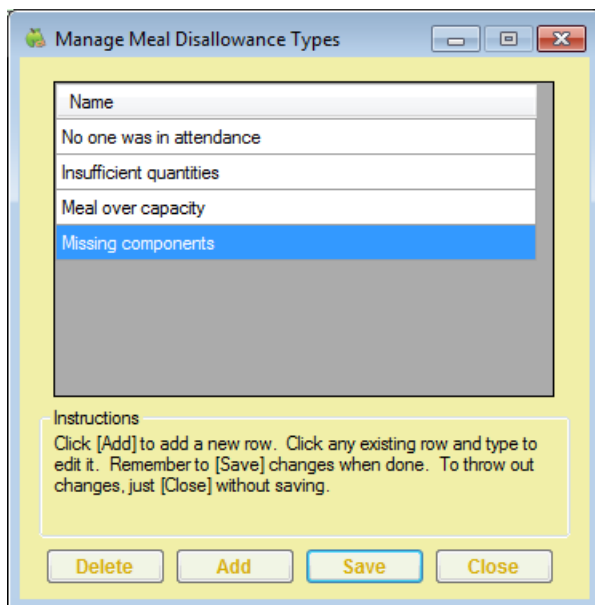 Manage Meal Disallowance Types
Name
No one was in attendance
Insufficient quantities
Meal over capacity
Missing components
Instructions
Click [Add] to add a new row.  Click any existing row and type to
edit it.  Remember to [Save] changes when done.  To throw out
changes, just [Close] without saving.
Delete Add Save Close